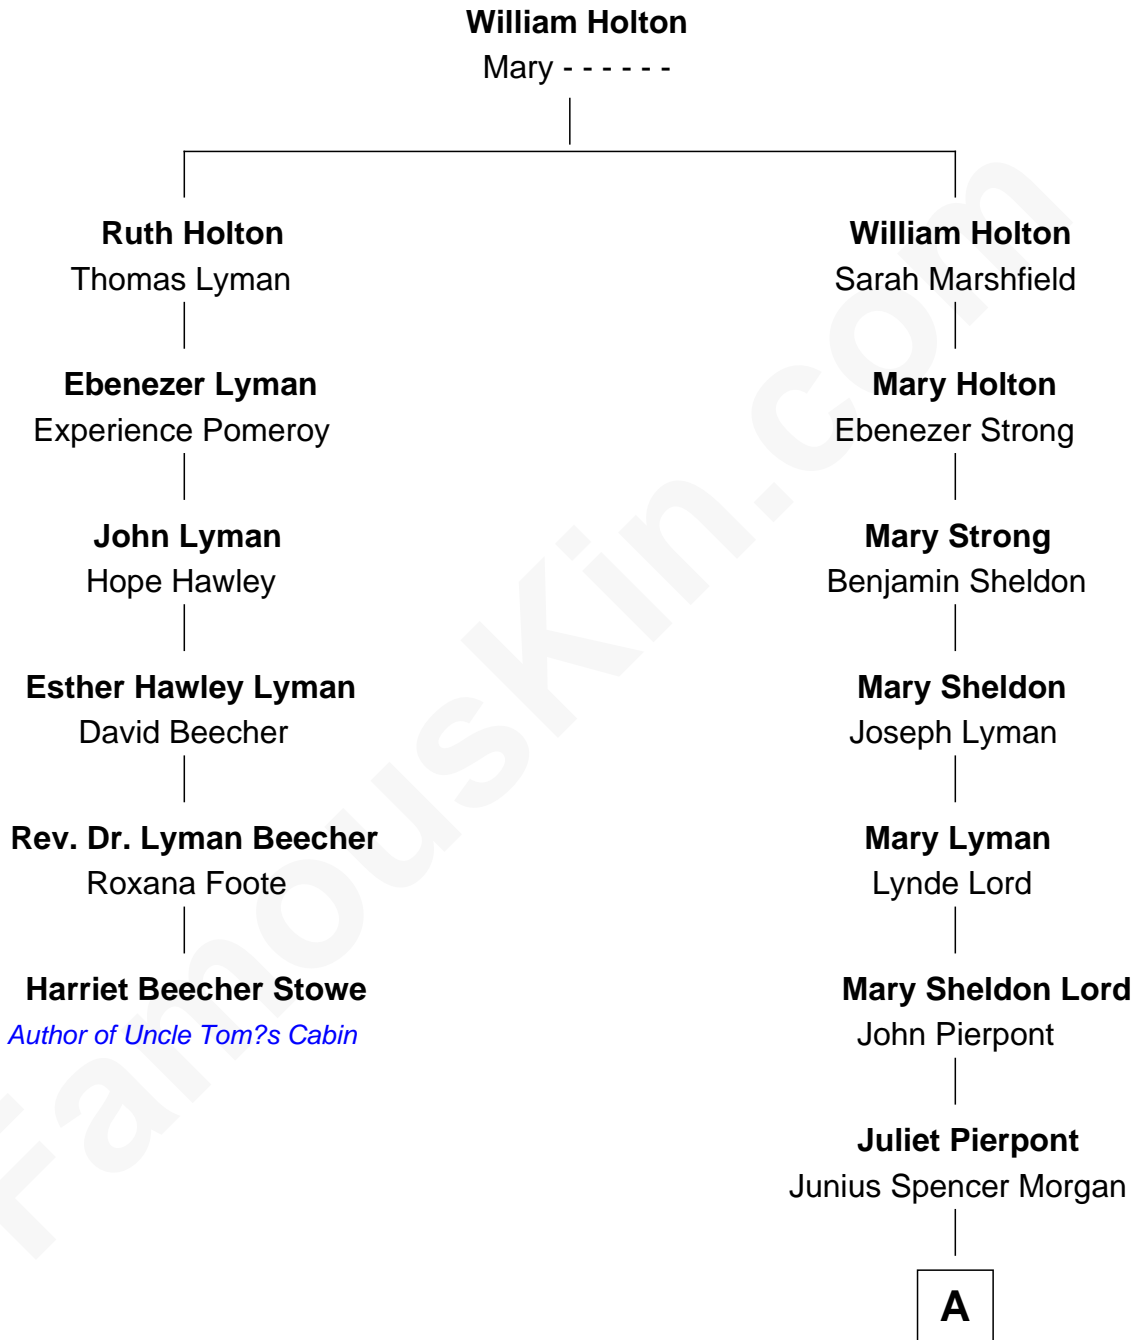 William Holton
Mary - - - - - -
Ruth Holton
Thomas Lyman
Ebenezer Lyman
Experience Pomeroy
John Lyman
Hope Hawley
Esther Hawley Lyman
David Beecher
Rev. Dr. Lyman Beecher
Roxana Foote
Harriet Beecher Stowe
Author of Uncle Tom?s Cabin
William Holton
Sarah Marshfield
Mary Holton
Ebenezer Strong
Mary Strong
Benjamin Sheldon
Mary Sheldon
Joseph Lyman
Mary Lyman
Lynde Lord
Mary Sheldon Lord
John Pierpont
Juliet Pierpont
Junius Spencer Morgan
A
FamousKin.com